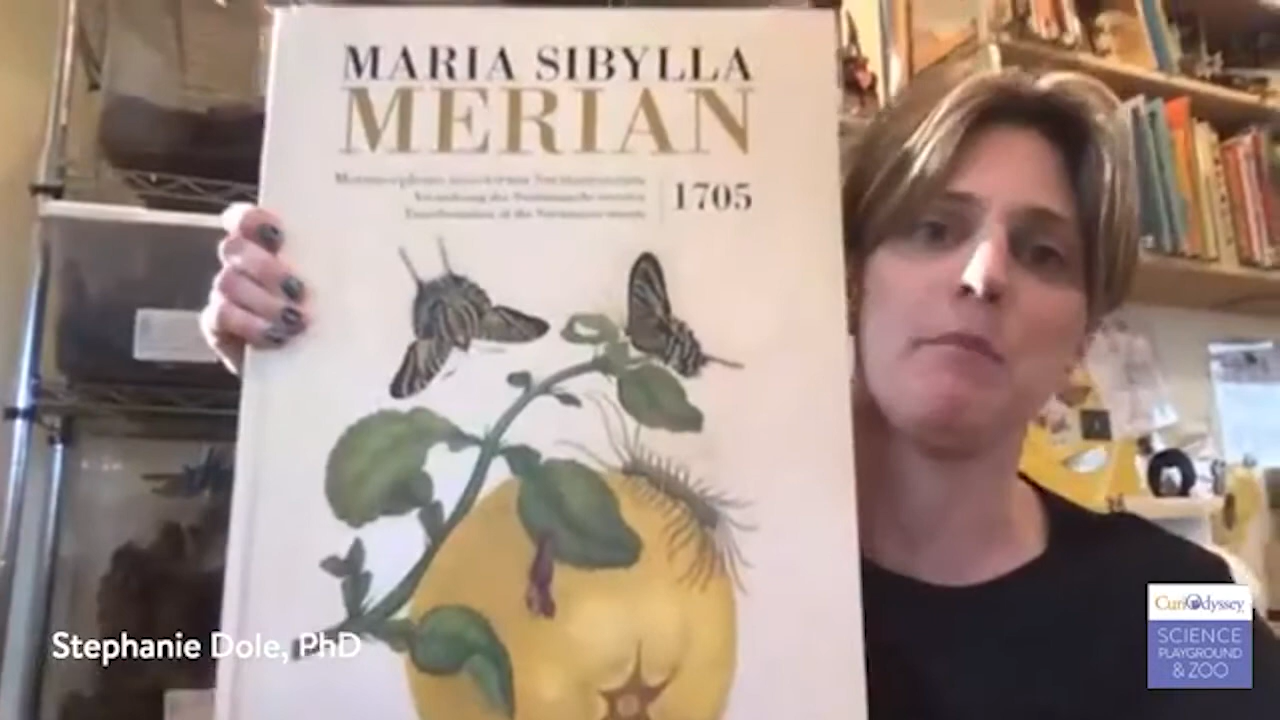 MARIA SIBYLLA
MERIAN
1705
Stephanie Dole, PhD
CuriOdyssey
SCIENCE
PLAYGROUND
& ZOO